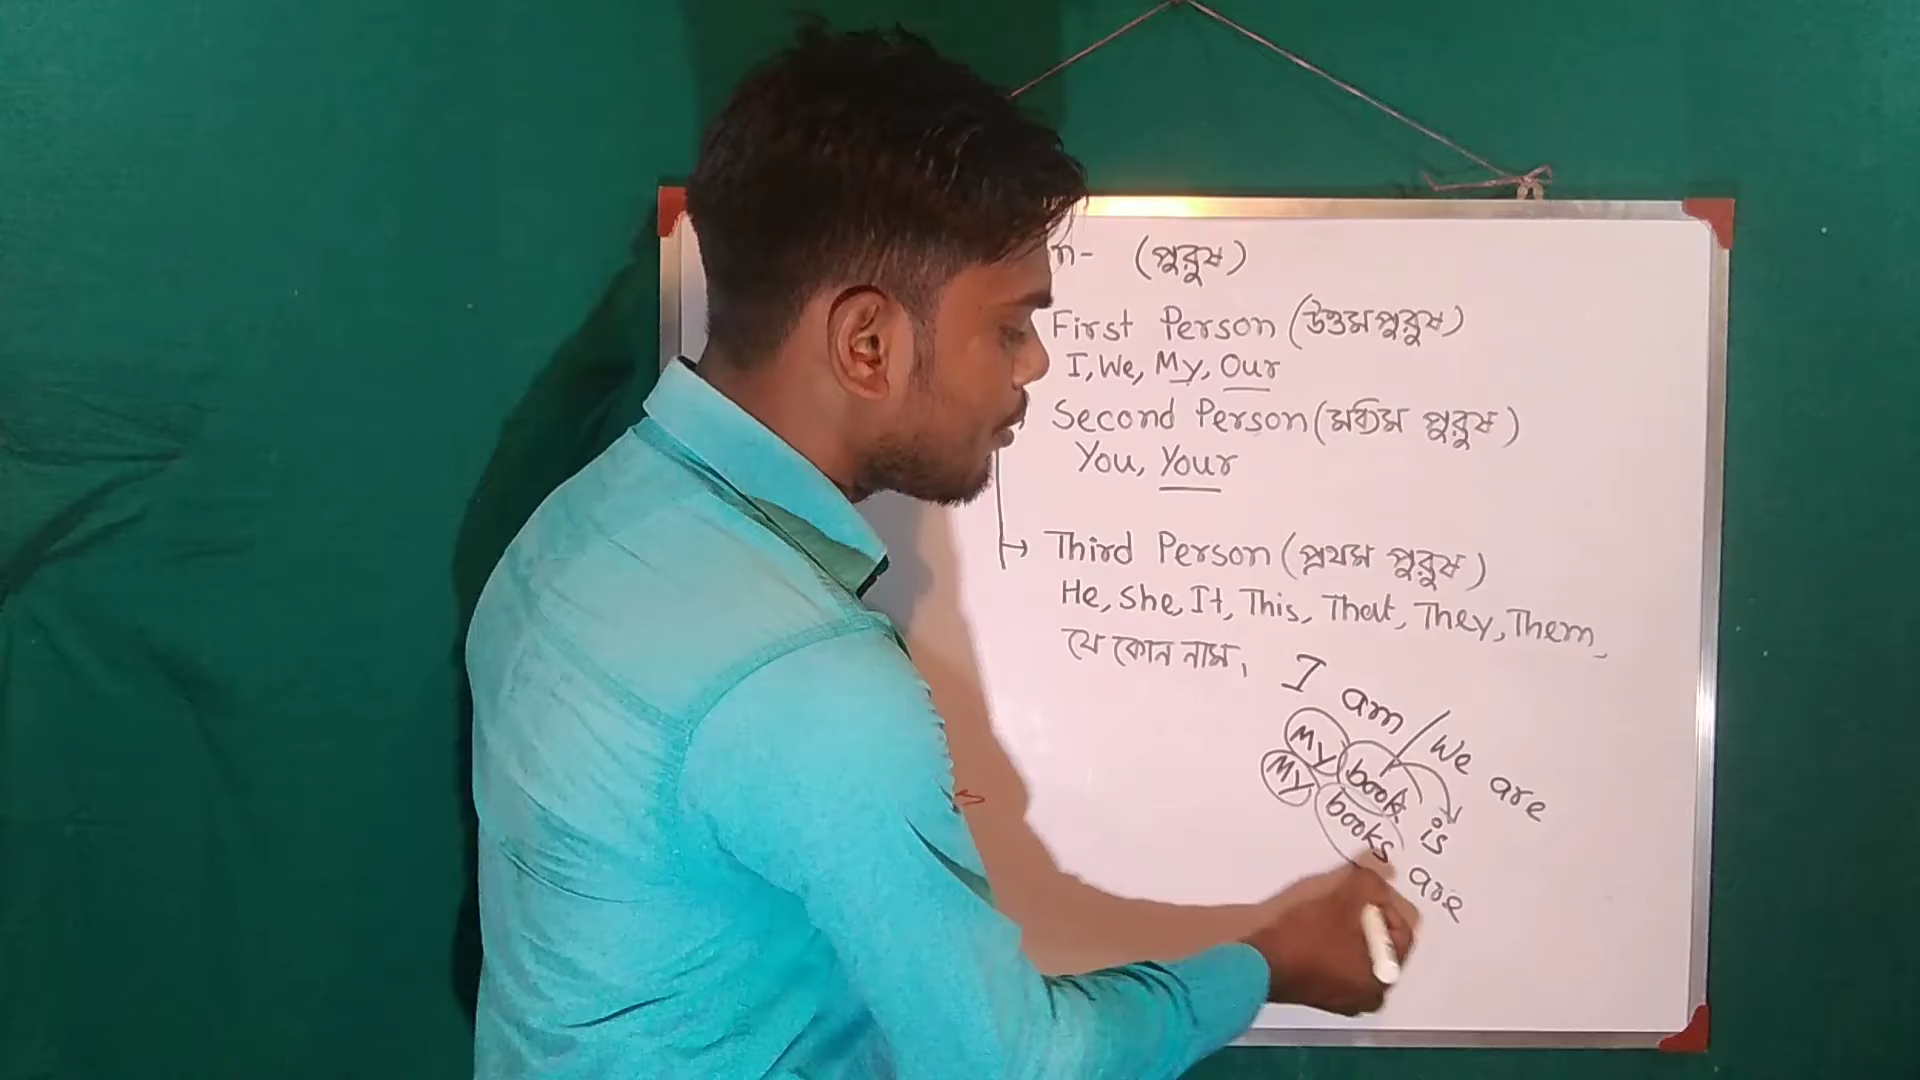 n- (পুরুষ)
First Person (উত্তমপুরুষ)
I, We, My, Our
Second Person (মধ্যম পুরুষ)
You, Your
Third Person (প্রথম পুরুষ)
He, She, It, This, That, They, Them,
যে কোন নাম,
I am / We are
My book is
My books are